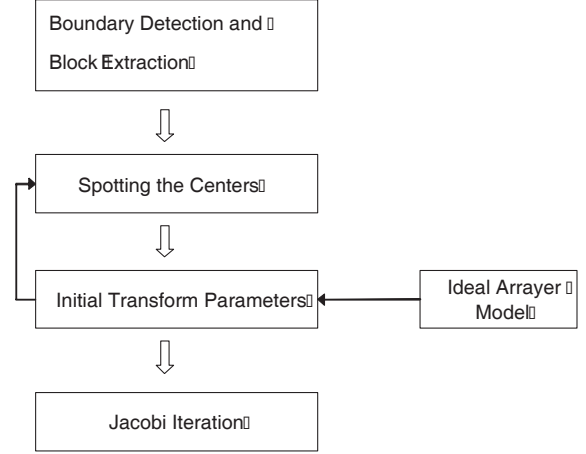 Boundary Detection and
Block Extraction
Spotting the Centers
Initial Transform Parameters
Ideal Arrayer
Model
Jacobi Iteration